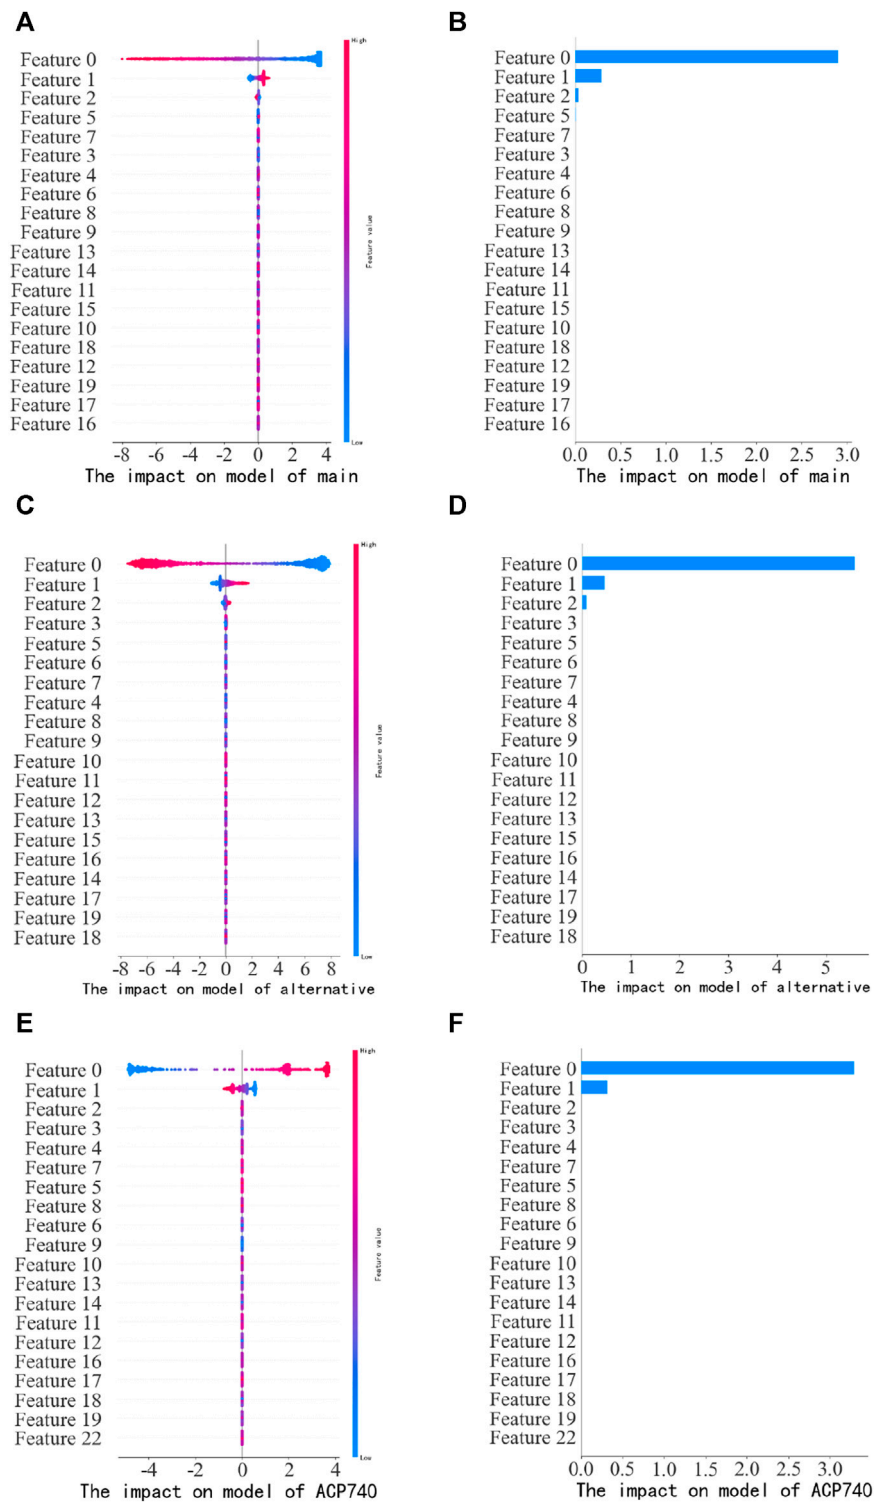 A
High
Feature 0
Feature 1
Feature 2
Feature 5
Feature 7
Feature 3
Feature 4
Feature 6
Feature 8
Feature 9
Feature 13
Feature 14
Feature 11
Feature 15
Feature 10
Feature 18
Feature 12
Feature 19
Feature 17
Feature 16
Feature value
Low
-8 -6 -4 -2 0 2 4
The impact on model of main
B
Feature 0
Feature 1
Feature 2
Feature 5
Feature 7
Feature 3
Feature 4
Feature 6
Feature 8
Feature 9
Feature 13
Feature 14
Feature 11
Feature 15
Feature 10
Feature 18
Feature 12
Feature 19
Feature 17
Feature 16
0.0 0.5 1.0 1.5 2.0 2.5 3.0
The impact on model of main
C
High
Feature 0
Feature 1
Feature 2
Feature 3
Feature 5
Feature 6
Feature 7
Feature 4
Feature 8
Feature 9
Feature 10
Feature 11
Feature 12
Feature 13
Feature 15
Feature 16
Feature 14
Feature 17
Feature 19
Feature 18
Feature value
Low
-8 -6 -4 -2 0 2 4 6 8
The impact on model of alternative
D
Feature 0
Feature 1
Feature 2
Feature 3
Feature 5
Feature 6
Feature 7
Feature 4
Feature 8
Feature 9
Feature 10
Feature 11
Feature 12
Feature 13
Feature 15
Feature 16
Feature 14
Feature 17
Feature 19
Feature 18
0 1 2 3 4 5
The impact on model of alternative
E
High
Feature 0
Feature 1
Feature 2
Feature 3
Feature 4
Feature 7
Feature 5
Feature 8
Feature 6
Feature 9
Feature 10
Feature 13
Feature 14
Feature 11
Feature 12
Feature 16
Feature 17
Feature 18
Feature 19
Feature 22
Feature value
Low
-4 -2 0 2 4
The impact on model of ACP740
F
Feature 0
Feature 1
Feature 2
Feature 3
Feature 4
Feature 7
Feature 5
Feature 8
Feature 6
Feature 9
Feature 10
Feature 13
Feature 14
Feature 11
Feature 12
Feature 16
Feature 17
Feature 18
Feature 19
Feature 22
0.0 0.5 1.0 1.5 2.0 2.5 3.0
The impact on model of ACP740